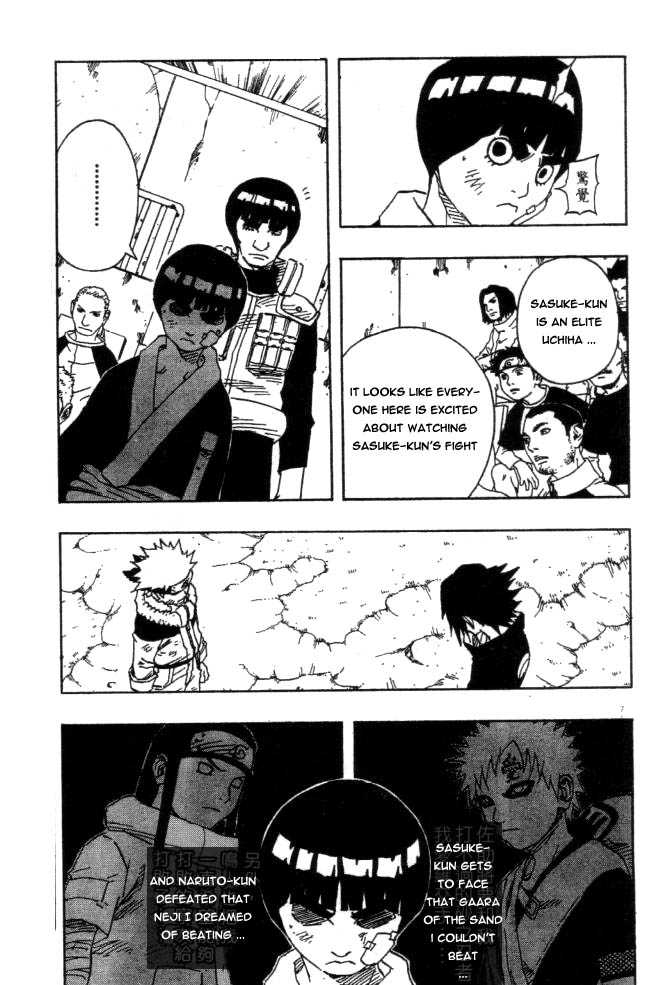 驚覺
SASUKE-KUN
IS AN ELITE
UCHIHA ...
IT LOOKS LIKE EVERY-
ONE HERE IS EXCITED
ABOUT WATCHING
SASUKE-KUN'S FIGHT
..........
7
SASUKE-
KUN GETS
TO FACE
THAT GAARA
OF THE SAND
I COULDN'T
BEAT
...
AND NARUTO-KUN
DEFEATED THAT
NEJI I DREAMED
OF BEATING ...